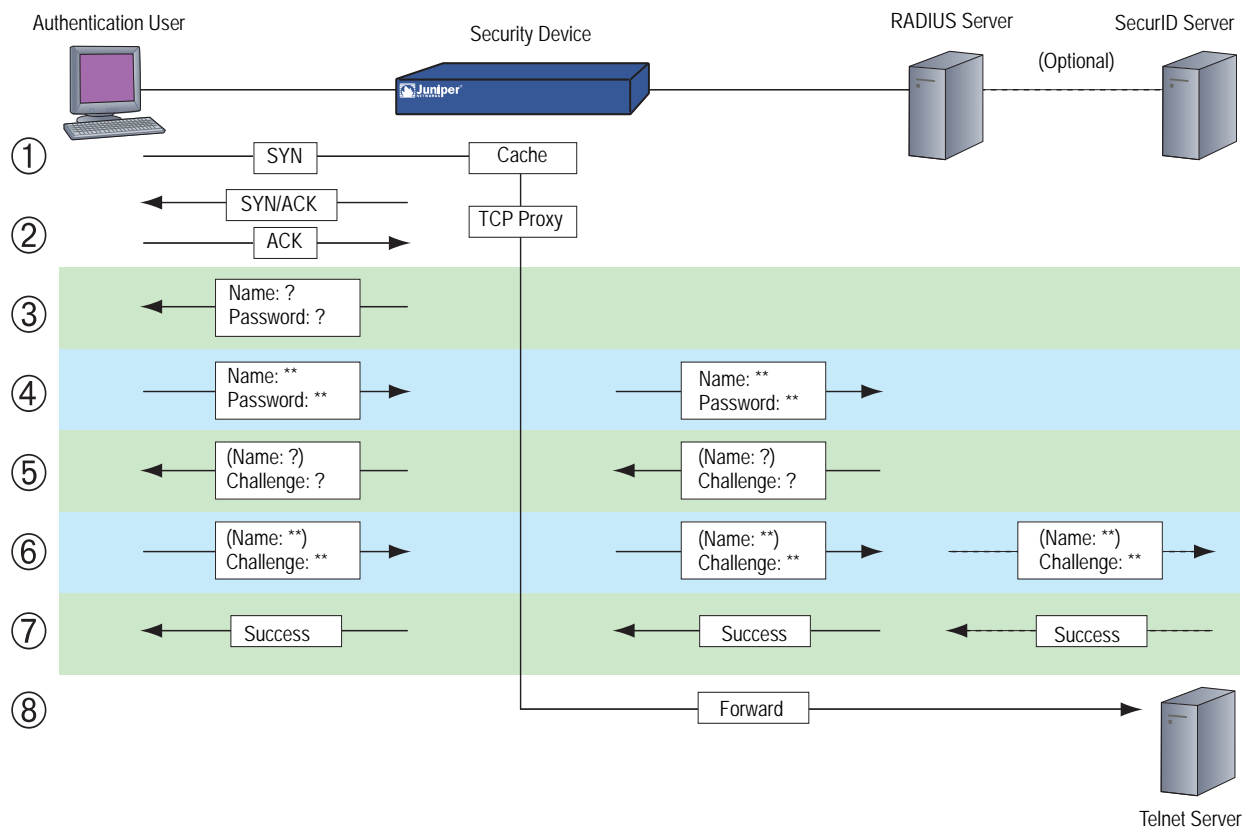 Authentication User
Security Device
RADIUS Server
SecurID Server
(Optional)
Juniper
NETWORKS
1
SYN
Cache
SYN/ACK
TCP Proxy
2
ACK
3
Name: ?
Password: ?
4
Name: **
Password: **
Name: **
Password: **
5
(Name: ?)
Challenge: ?
(Name: ?)
Challenge: ?
6
(Name: **)
Challenge: **
(Name: **)
Challenge: **
(Name: **)
Challenge: **
7
Success
Success
Success
8
Forward
Telnet Server